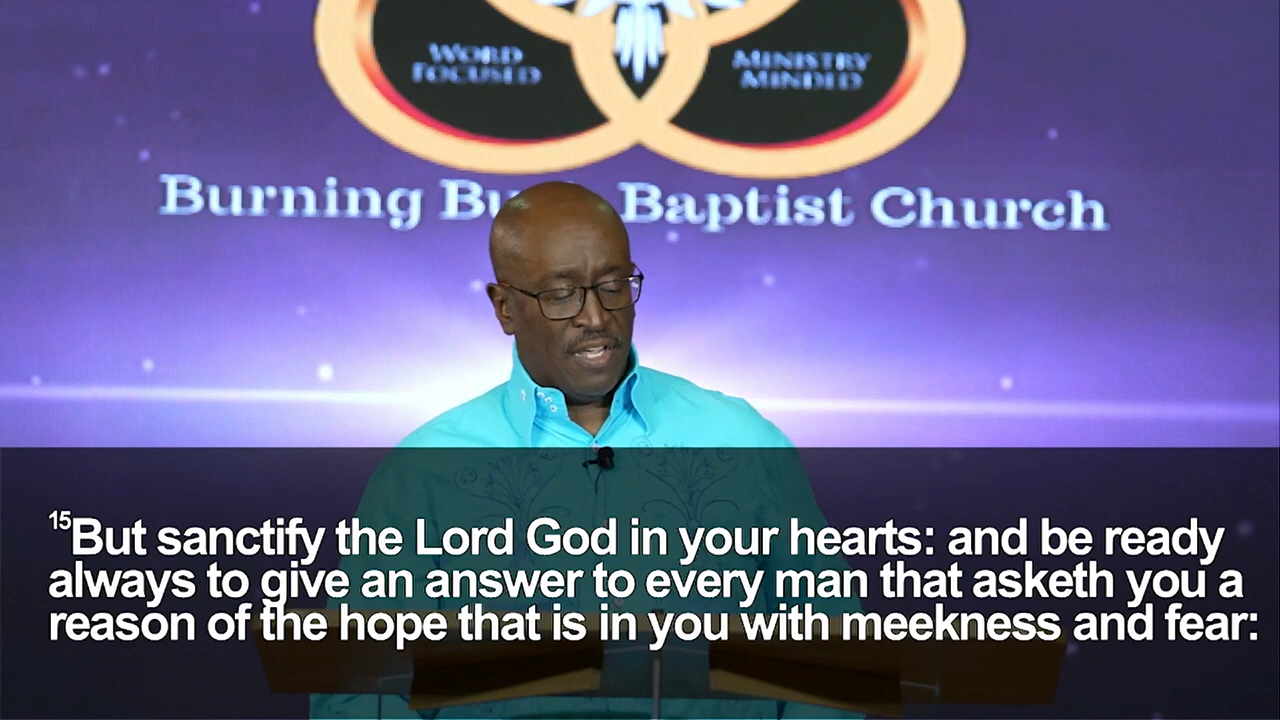 WORD
FOCUSED
MINISTRY
MINDED
Burning Bu Baptist Church
15But sanctify the Lord God in your hearts: and be ready
always to give an answer to every man that asketh you a
reason of the hope that is in you with meekness and fear: